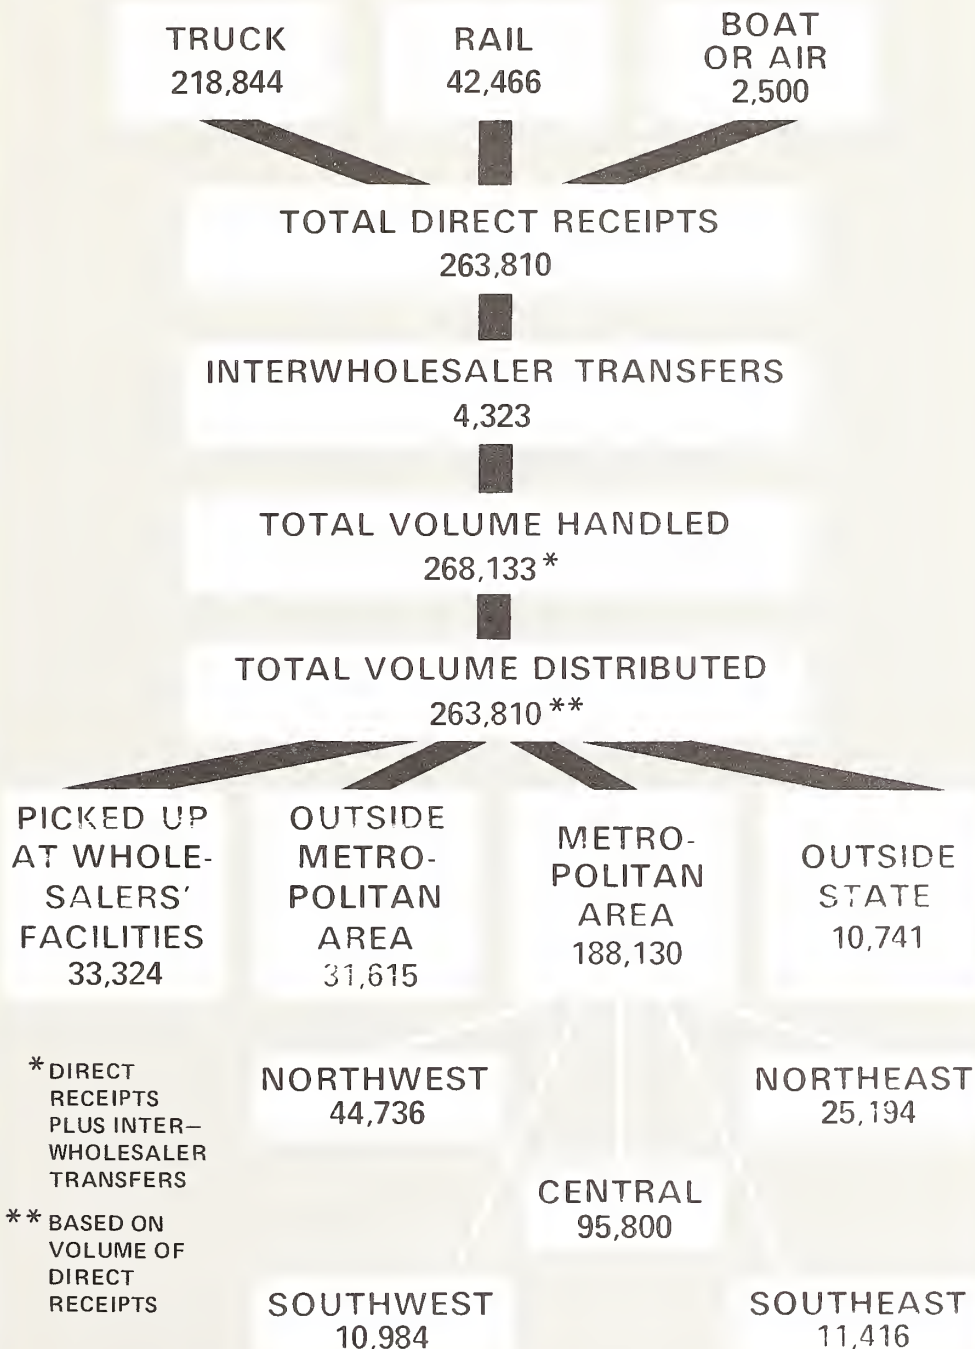 TRUCK
218,844
RAIL
42,466
BOAT
OR AIR
2,500
TOTAL DIRECT RECEIPTS
263,810
INTERWHOLESALER TRANSFERS
4,323
TOTAL VOLUME HANDLED
268,133*
TOTAL VOLUME DISTRIBUTED
263,810**
PICKED UP
AT WHOLE-
SALERS'
FACILITIES
33,324
OUTSIDE
METRO-
POLITAN
AREA
31,615
METRO-
POLITAN
AREA
188,130
OUTSIDE
STATE
10,741
NORTHWEST
44,736
NORTHEAST
25,194
CENTRAL
95,800
SOUTHWEST
10,984
SOUTHEAST
11,416
*DIRECT
RECEIPTS
PLUS INTER–
WHOLESALER
TRANSFERS
**BASED ON
VOLUME OF
DIRECT
RECEIPTS